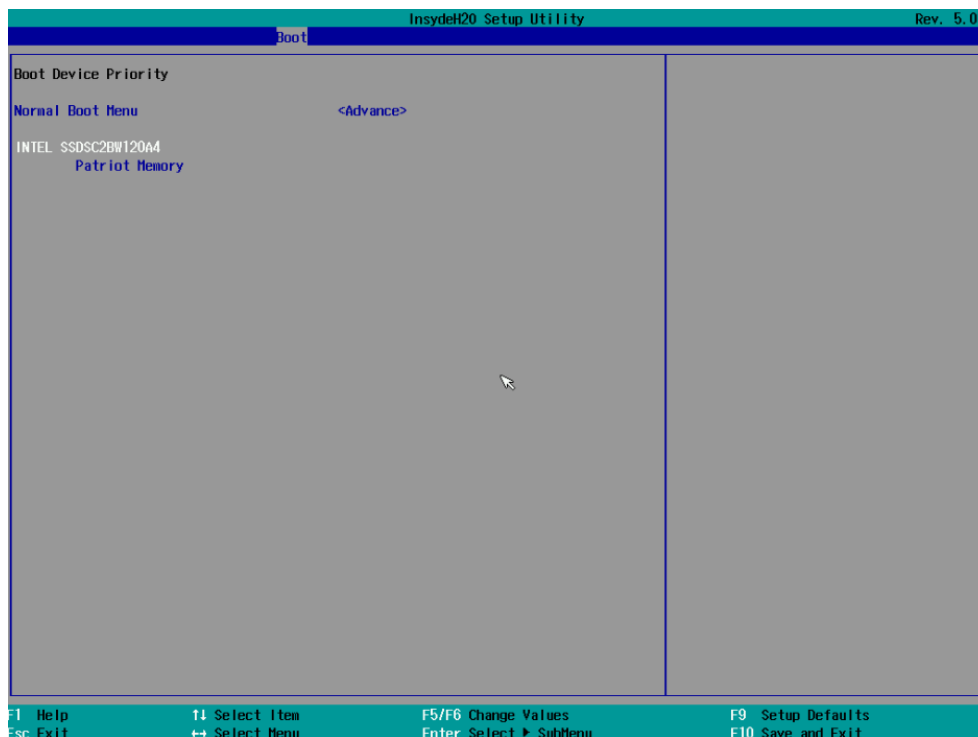 InsydeH20 Setup Utility Rev. 5.0
Boot
Boot Device Priority
Normal Boot Menu <Advance>
INTEL SSDSC2BW120A4
Patriot Memory
F1 Help ↑↓ Select Item F5/F6 Change Values F9 Setup Defaults
Esc Exit ↔ Select Menu Enter Select ▶ SubMenu F10 Save and Exit